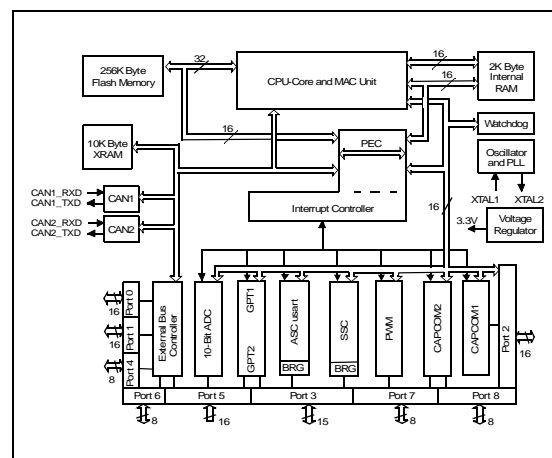 256K Byte
Flash Memory
32
CPU-Core and MAC Unit
16
16
2K Byte
Internal
RAM
10K Byte
XRAM
16
PEC
Watchdog
Oscillator
and PLL
XTAL1
XTAL2
CAN1_RXD
CAN1_TXD
CAN1
CAN2_RXD
CAN2_TXD
CAN2
Interrupt Controller
16
3.3V
Voltage
Regulator
Port 0
16
Port 1
16
Port 4
8
External Bus
Controller
10-Bit ADC
GPT1
GPT2
ASC usart
BRG
SSC
BRG
PWM
CAPCOM2
CAPCOM1
Port 2
16
Port 6
Port 5
Port 3
Port 7
Port 8
8
16
15
8
8